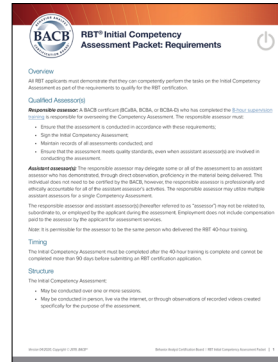 CERTIFIED ANALYST
BACB
RBT® Initial Competency
Assessment Packet: Requirements
Overview
All RBT applicants must demonstrate that they can competently perform the tasks on the Initial Competency
Assessment as part of the requirements to qualify for the RBT certification.
Qualified Assessor(s)
Responsible assessor: A BACB certificant (BCaBA, BCBA, or BCBA-D) who has completed the 8-hour supervision
training is responsible for overseeing the Competency Assessment. The responsible assessor must:
• Ensure that the assessment is conducted in accordance with these requirements;
• Sign the Initial Competency Assessment;
• Maintain records of all assessments conducted; and
• Ensure that the assessment meets quality standards, even when assistant assessor(s) are involved in
conducting the assessment.
Assistant assessor(s): The responsible assessor may delegate some or all of the assessment to an assistant
assessor who has demonstrated, through direct observation, proficiency in the material being delivered. This
individual does not need to be certified by the BACB, however, the responsible assessor is professionally and
ethically accountable for all of the assistant assessor's activities. The responsible assessor may utilize multiple
assistant assessors for a single Competency Assessment.
The responsible assessor and assistant assessor(s) (hereafter referred to as "assessor") may not be related to,
subordinate to, or employed by the applicant during the assessment. Employment does not include compensation
paid to the assessor by the applicant for assessment services.
Note: It is permissible for the assessor to be the same person who delivered the RBT 40-hour training.
Timing
The Initial Competency Assessment must be completed after the 40-hour training is complete and cannot be
completed more than 90 days before submitting an RBT certification application.
Structure
The Initial Competency Assessment:
• May be conducted over one or more sessions.
• May be conducted in person, live via the internet, or through observations of recorded videos created
specifically for the purpose of the assessment.